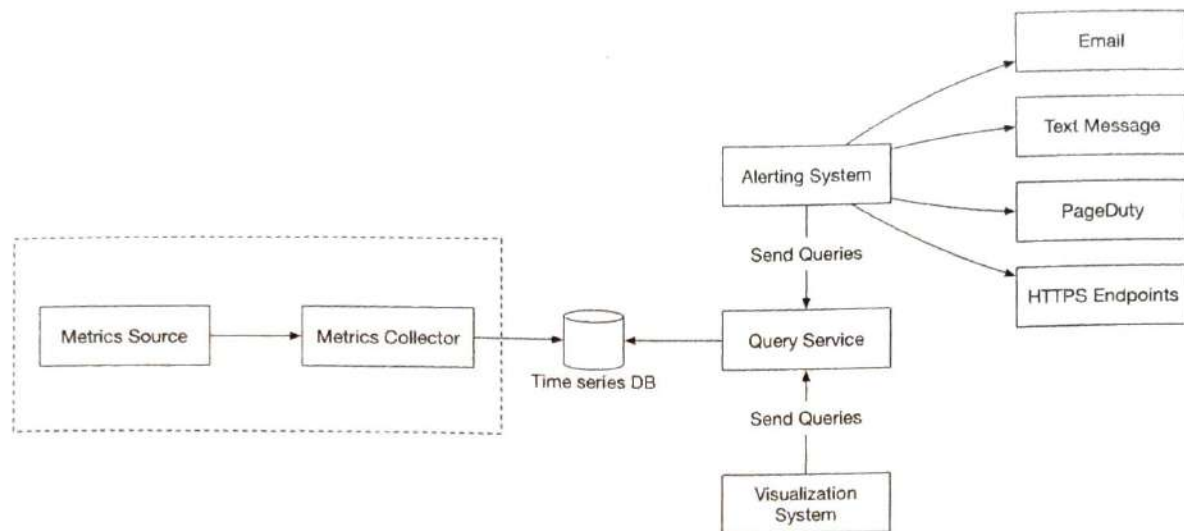 Email
Text Message
Alerting System
PageDuty
Send Queries
HTTPS Endpoints
Metrics Source
Metrics Collector
Query Service
Time series DB
Send Queries
Visualization
System